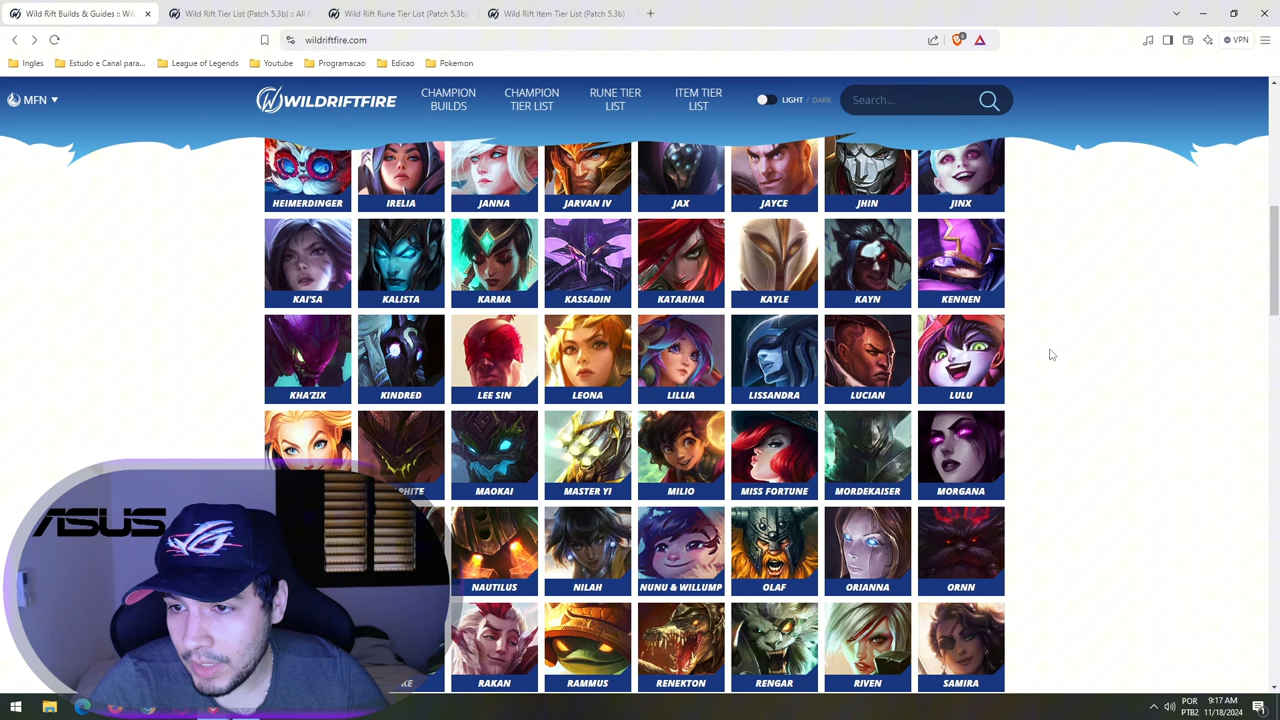 Wild Rift Builds & Guides :: Wil
Wild Rift Tier List (Patch 5.3b) :: All R
Wild Rift Rune Tier List (Patch 5.3b)
Wild Rift Item Tier List (Patch 5.3b)
wildriftfire.com
VPN
Ingles
Estudo e Canal para...
League of Legends
Youtube
Programacao
Edicao
Pokemon
MFN
WILDRIFTFIRE
CHAMPION BUILDS
CHAMPION TIER LIST
RUNE TIER LIST
ITEM TIER LIST
LIGHT / DARK
Search...
HEIMERDINGER IRELIA JANNA JARVAN IV JAX JAYCE JHIN JINX
KAI'SA KALISTA KARMA KASSADIN KATARINA KAYLE KAYN KENNEN
KHA'ZIX KINDRED LEE SIN LEONA LILLIA LISSANDRA LUCIAN LULU
PHITE MAOKAI MASTER YI MILIO MISS FORTUNE MORDEKAISER MORGANA
NAUTILUS NILAH NUNU & WILLUMP OLAF ORIANNA ORNN
KE RAKAN RAMMUS RENEKTON RENGAR RIVEN SAMIRA
ASUS
POR
PTB2
9:17 AM
11/18/2024
1